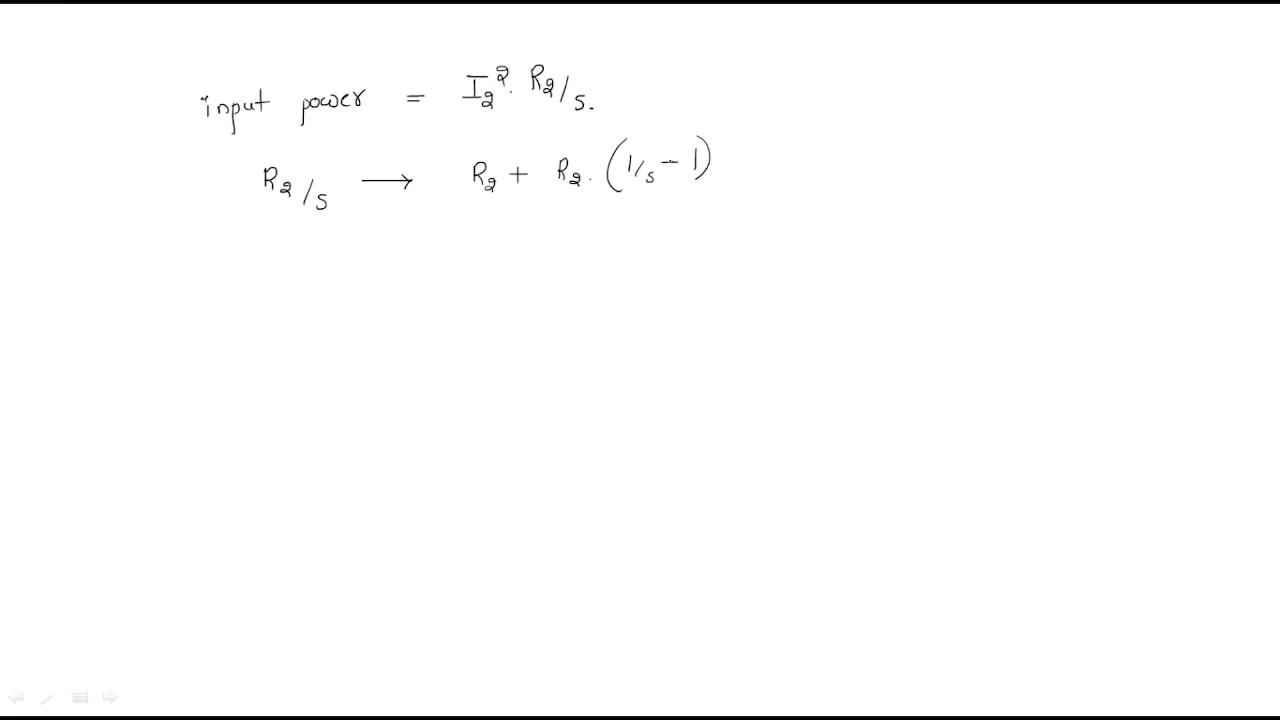 input power = I₂². R₂/s.
R₂/s ⟶ R₂ + R₂. (1/s − 1)